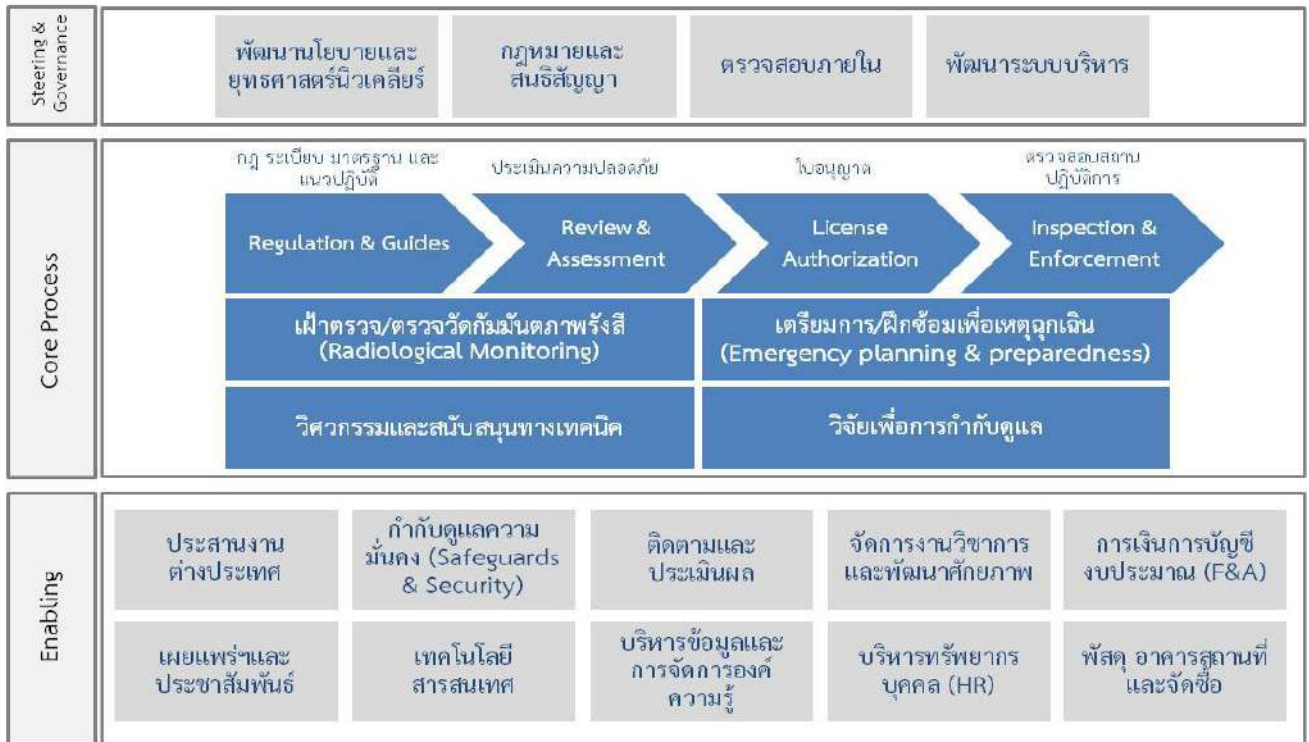 Steering &
Governance
พัฒนานโยบายและ
ยุทธศาสตร์นิวเคลียร์
กฎหมายและ
สนธิสัญญา
ตรวจสอบภายใน
พัฒนาระบบบริหาร
Core Process
กฎ ระเบียบ มาตรฐาน และ
แนวปฏิบัติ
ประเมินความปลอดภัย
ใบอนุญาต
ตรวจสอบสถาน
ปฏิบัติการ
Regulation & Guides
Review &
Assessment
License
Authorization
Inspection &
Enforcement
เฝ้าตรวจ/ตรวจวัดกัมมันตภาพรังสี
(Radiological Monitoring)
เตรียมการ/ฝึกซ้อมเพื่อเหตุฉุกเฉิน
(Emergency planning & preparedness)
วิศวกรรมและสนับสนุนทางเทคนิค
วิจัยเพื่อการกำกับดูแล
Enabling
ประสานงาน
ต่างประเทศ
กำกับดูแลความ
มั่นคง (Safeguards
& Security)
ติดตามและ
ประเมินผล
จัดการงานวิชาการ
และพัฒนาศักยภาพ
การเงินการบัญชี
งบประมาณ (F&A)
เผยแพร่ฯและ
ประชาสัมพันธ์
เทคโนโลยี
สารสนเทศ
บริหารข้อมูลและ
การจัดการองค์
ความรู้
บริหารทรัพยากร
บุคคล (HR)
พัสดุ อาคารสถานที่
และจัดซื้อ